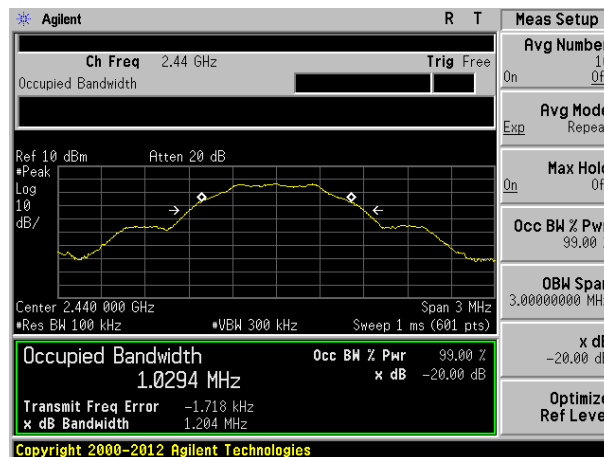 Agilent R T
Ch Freq 2.44 GHz Trig Free
Occupied Bandwidth
Ref 10 dBm Atten 20 dB
#Peak
Log
10
dB/
Center 2.440 000 GHz Span 3 MHz
#Res BW 100 kHz #VBW 300 kHz Sweep 1 ms (601 pts)
Occupied Bandwidth Occ BW % Pwr 99.00 %
1.0294 MHz x dB -20.00 dB
Transmit Freq Error -1.718 kHz
x dB Bandwidth 1.204 MHz
Copyright 2000-2012 Agilent Technologies
Meas Setup
Avg Number
On
Avg Mode
Exp Repea
Max Hold
On
Occ BW % Pwr
99.00
OBW Span
3.00000000 MH
x dB
-20.00 dB
Optimize
Ref Level